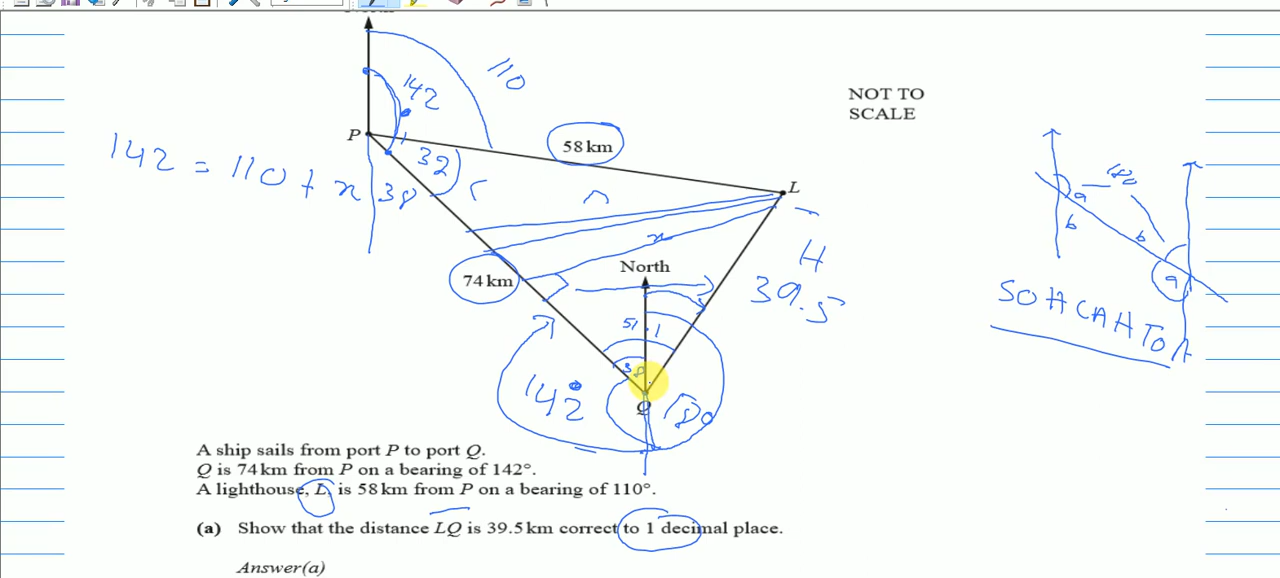 110
142
NOT TO
SCALE
P
58 km
142 = 110 + x
32
38
L
a
180
b
b
x
H
North
74 km
39.5
a
SOHCAHTOA
51.1
38
142
Q
180
A ship sails from port P to port Q.
Q is 74 km from P on a bearing of 142°.
A lighthouse, L, is 58 km from P on a bearing of 110°.
(a) Show that the distance LQ is 39.5 km correct to 1 decimal place.
Answer(a)